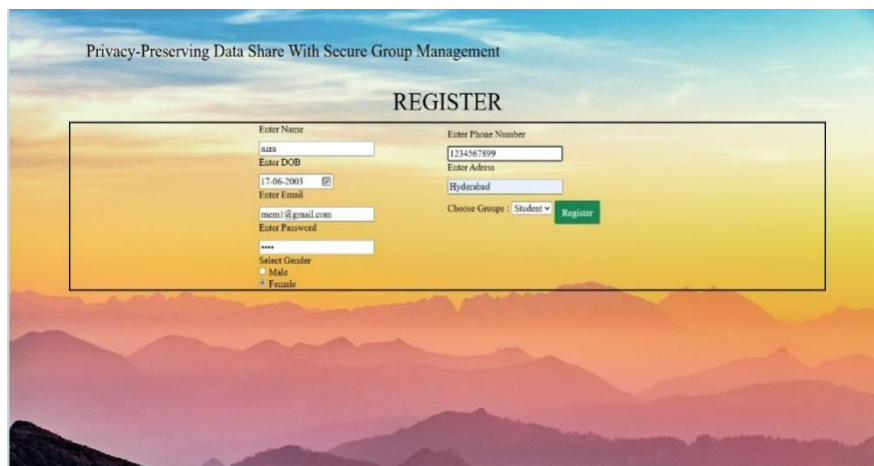 Privacy-Preserving Data Share With Secure Group Management
REGISTER
Enter Name
azra
Enter DOB
17-06-2003
Enter Email
mem1@gmail.com
Enter Password
••••
Select Gender
Male
Female
Enter Phone Number
1234567899
Enter Adress
Hyderabad
Choose Groups : Student
Register